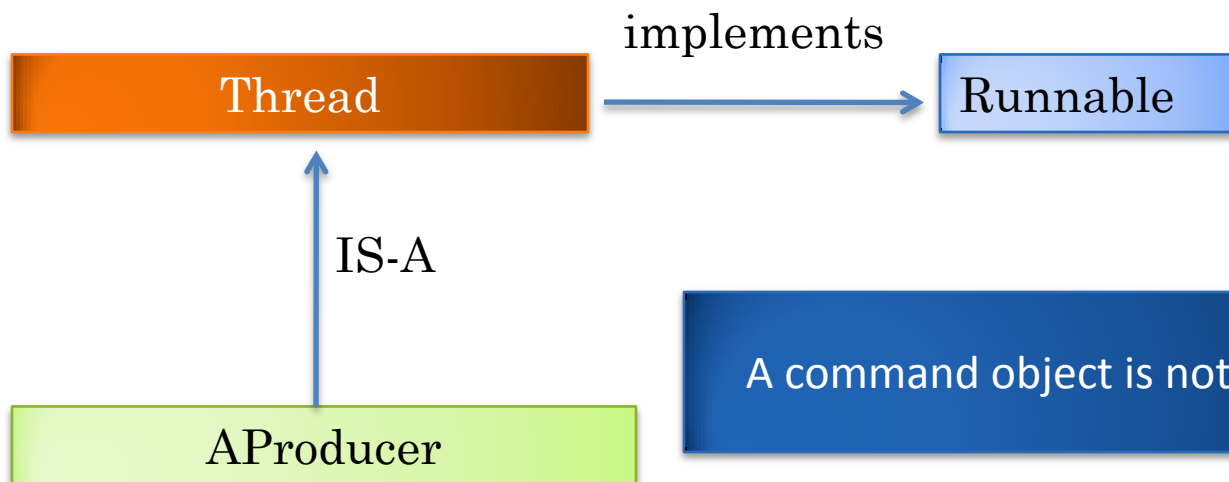 implements
Thread
Runnable
IS-A
A command object is not
AProducer